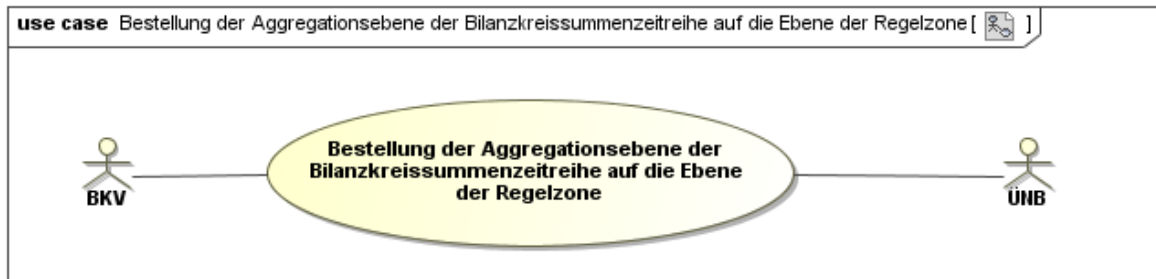 use case Bestellung der Aggregationsebene der Bilanzkreissummenzeitreihe auf die Ebene der Regelzone [ ]
Bestellung der Aggregationsebene der
Bilanzkreissummenzeitreihe auf die Ebene
der Regelzone
BKV
ÜNB